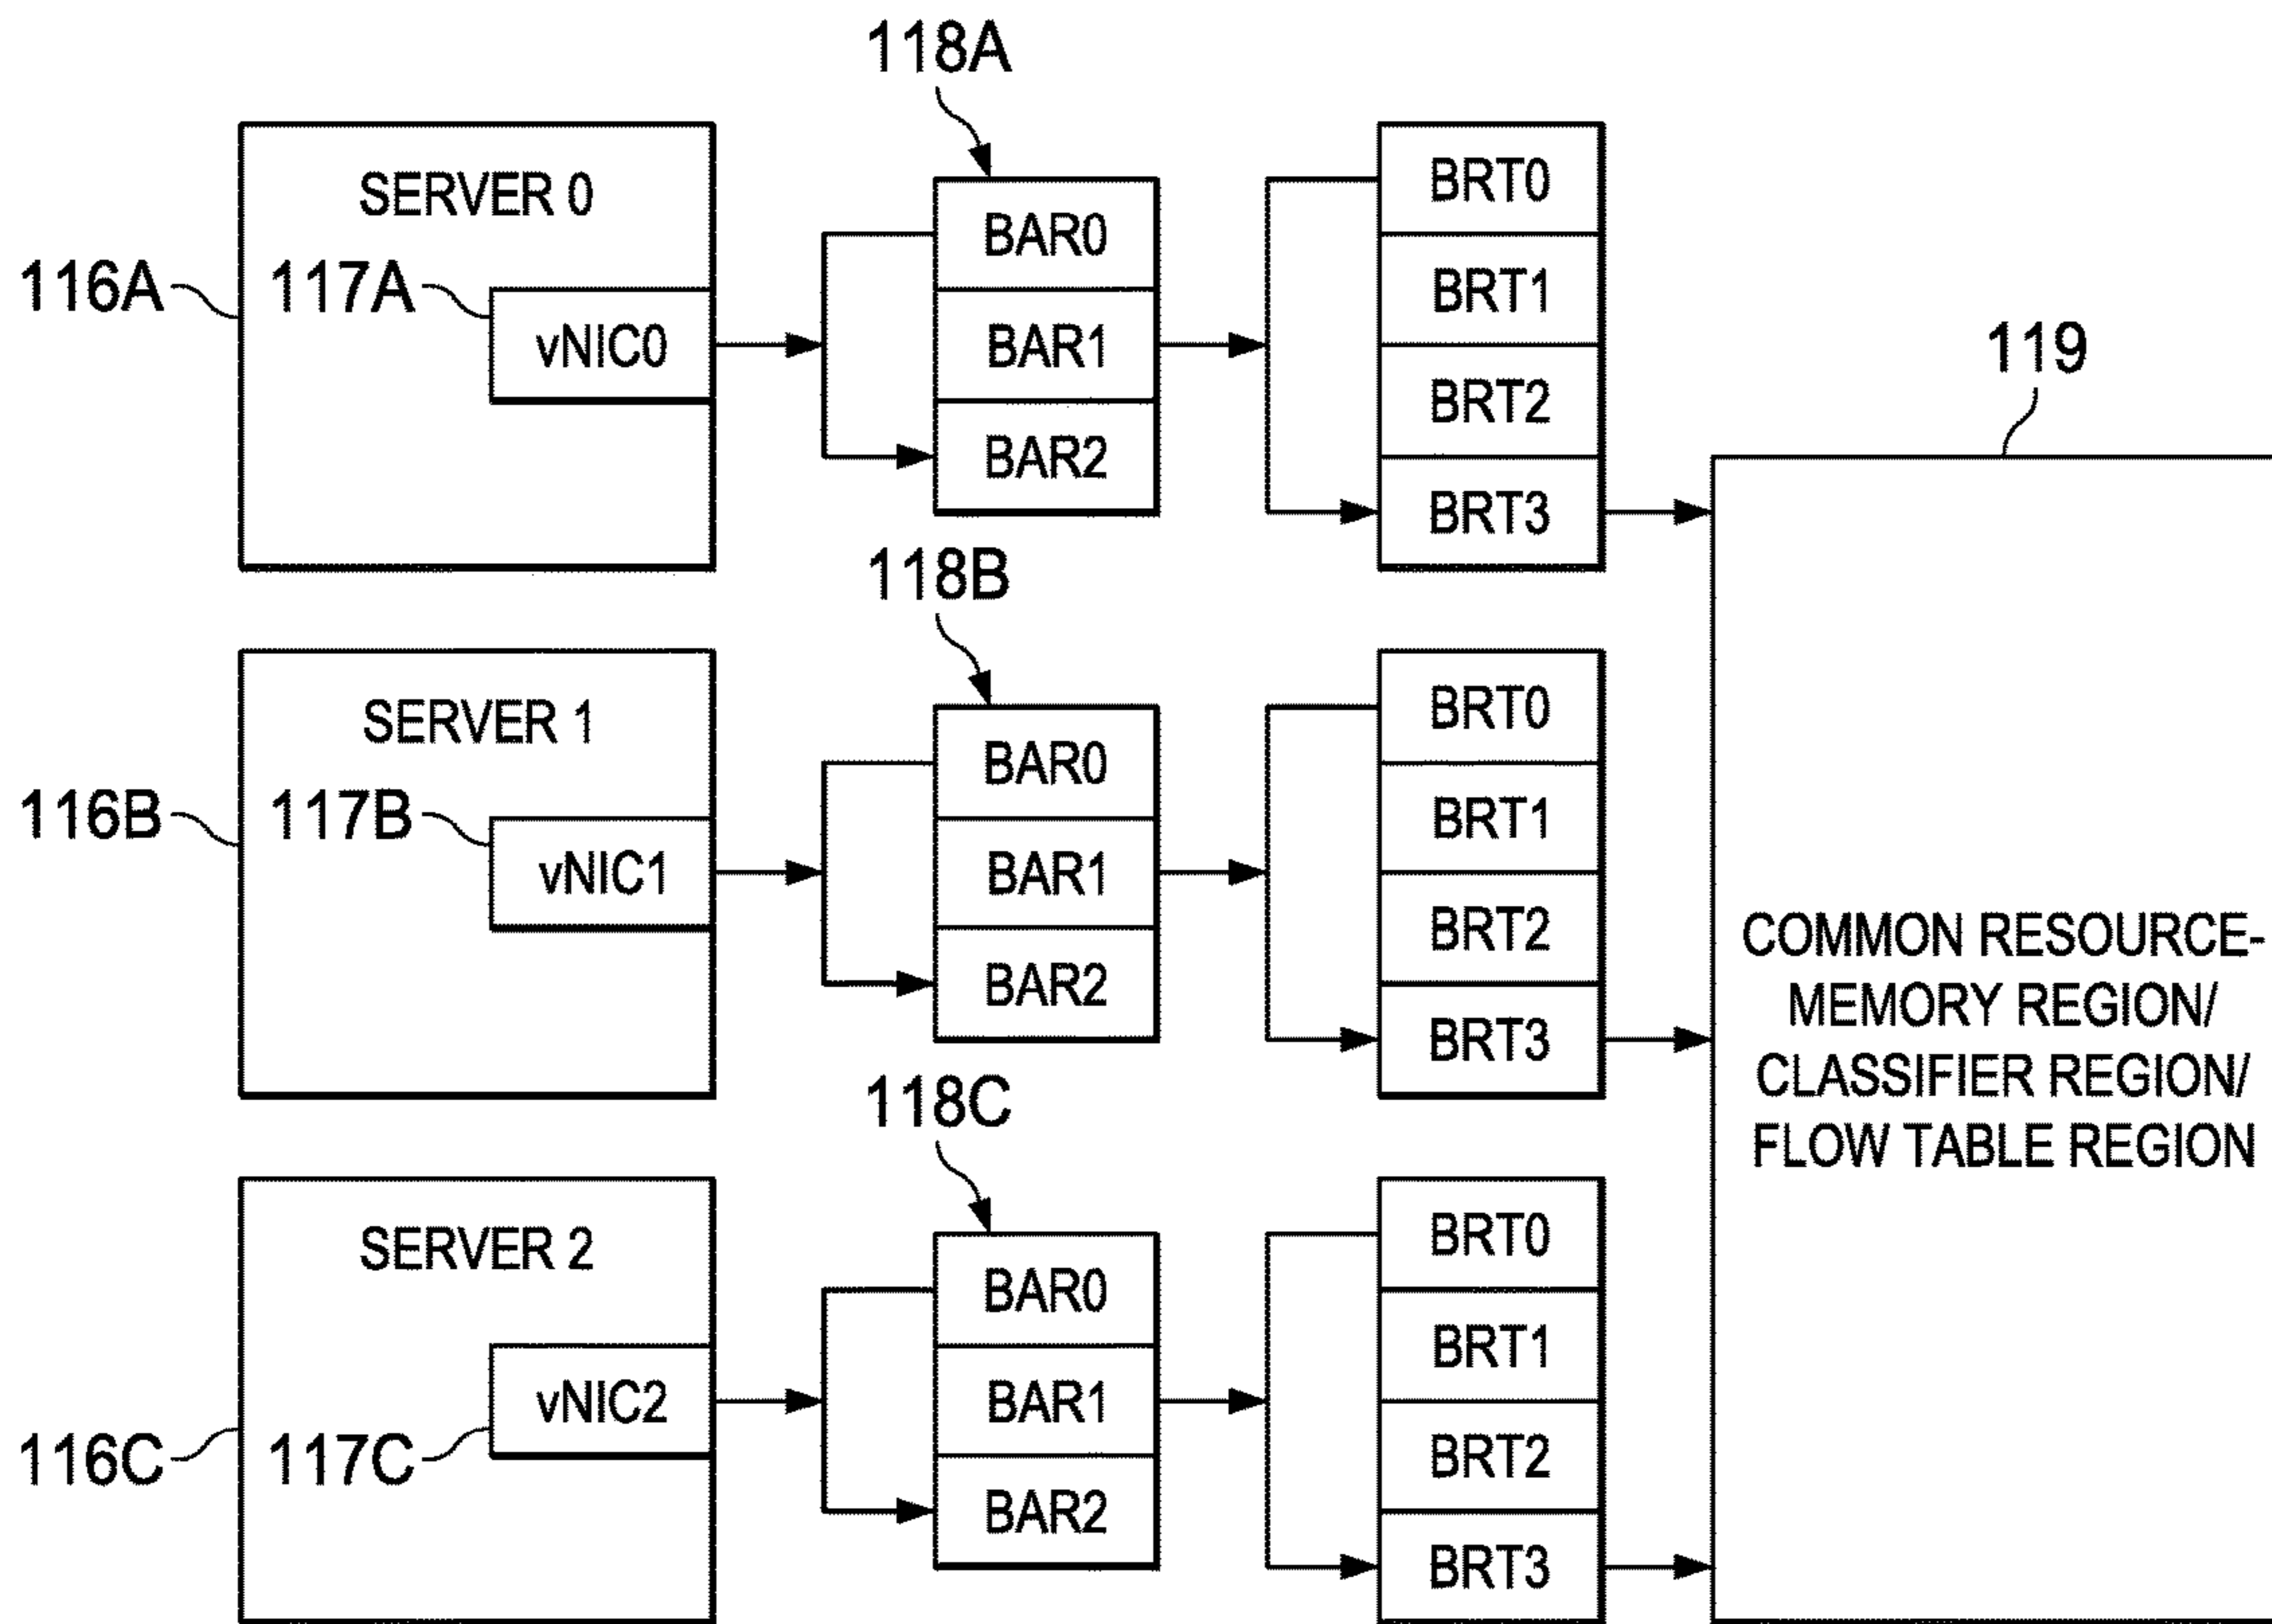 118A
SERVER 0
116A
117A
vNIC0
BAR0
BAR1
BAR2
BRT0
BRT1
BRT2
BRT3
119
118B
SERVER 1
116B
117B
vNIC1
BAR0
BAR1
BAR2
BRT0
BRT1
BRT2
BRT3
COMMON RESOURCE-
MEMORY REGION/
CLASSIFIER REGION/
FLOW TABLE REGION
118C
SERVER 2
116C
117C
vNIC2
BAR0
BAR1
BAR2
BRT0
BRT1
BRT2
BRT3